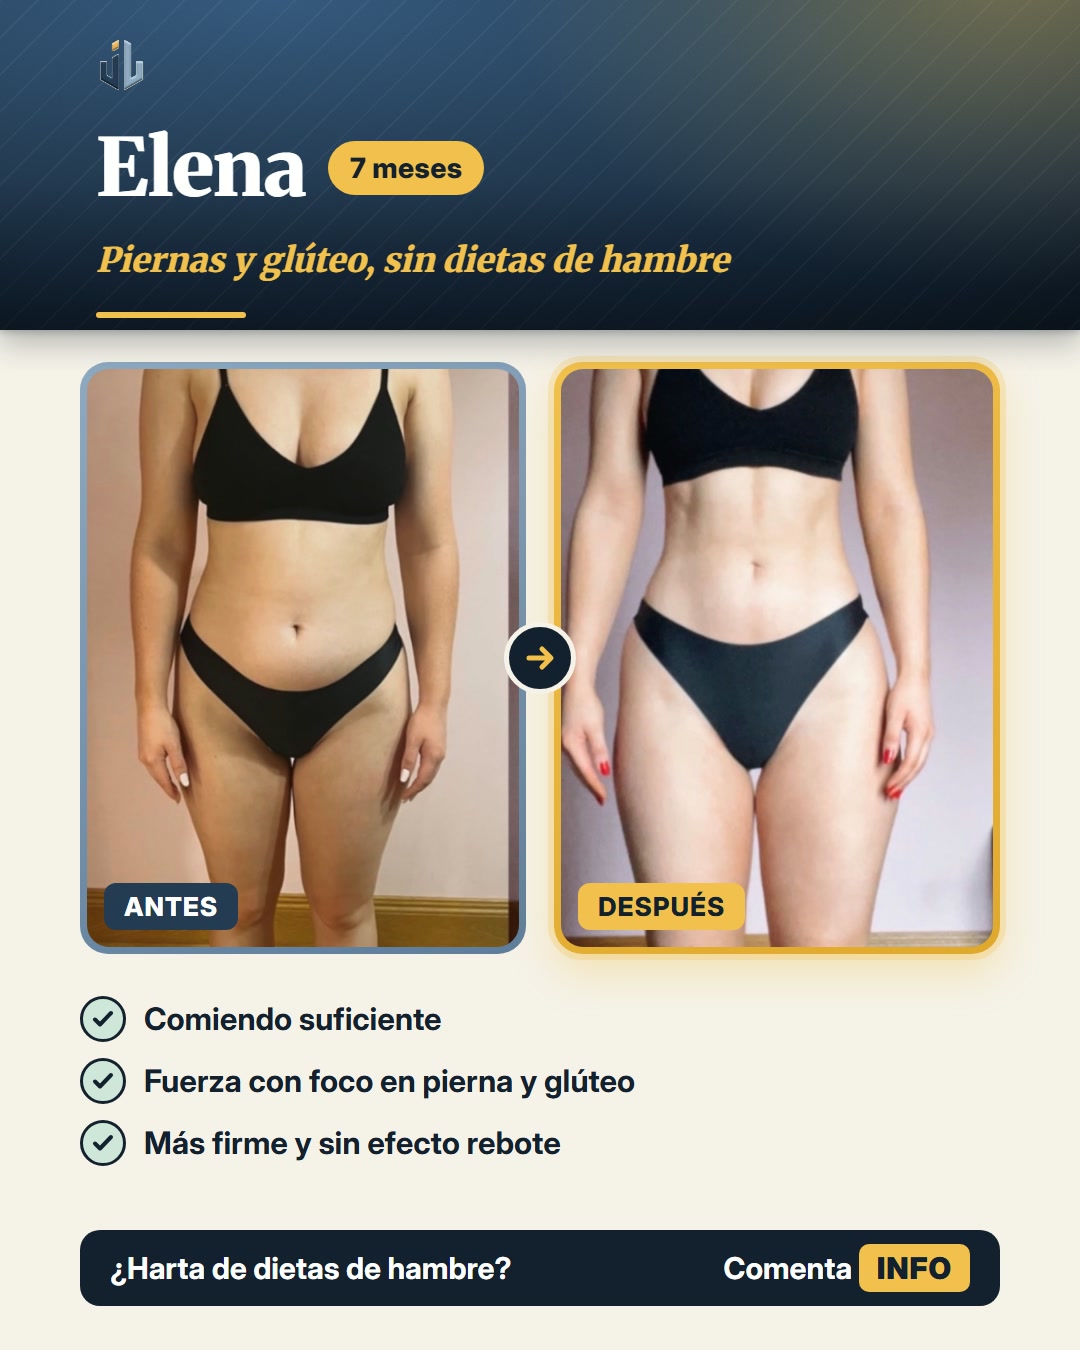 Elena
7 meses
Piernas y glúteo, sin dietas de hambre
ANTES
DESPUÉS
Comiendo suficiente
Fuerza con foco en pierna y glúteo
Más firme y sin efecto rebote
¿Harta de dietas de hambre?
Comenta INFO